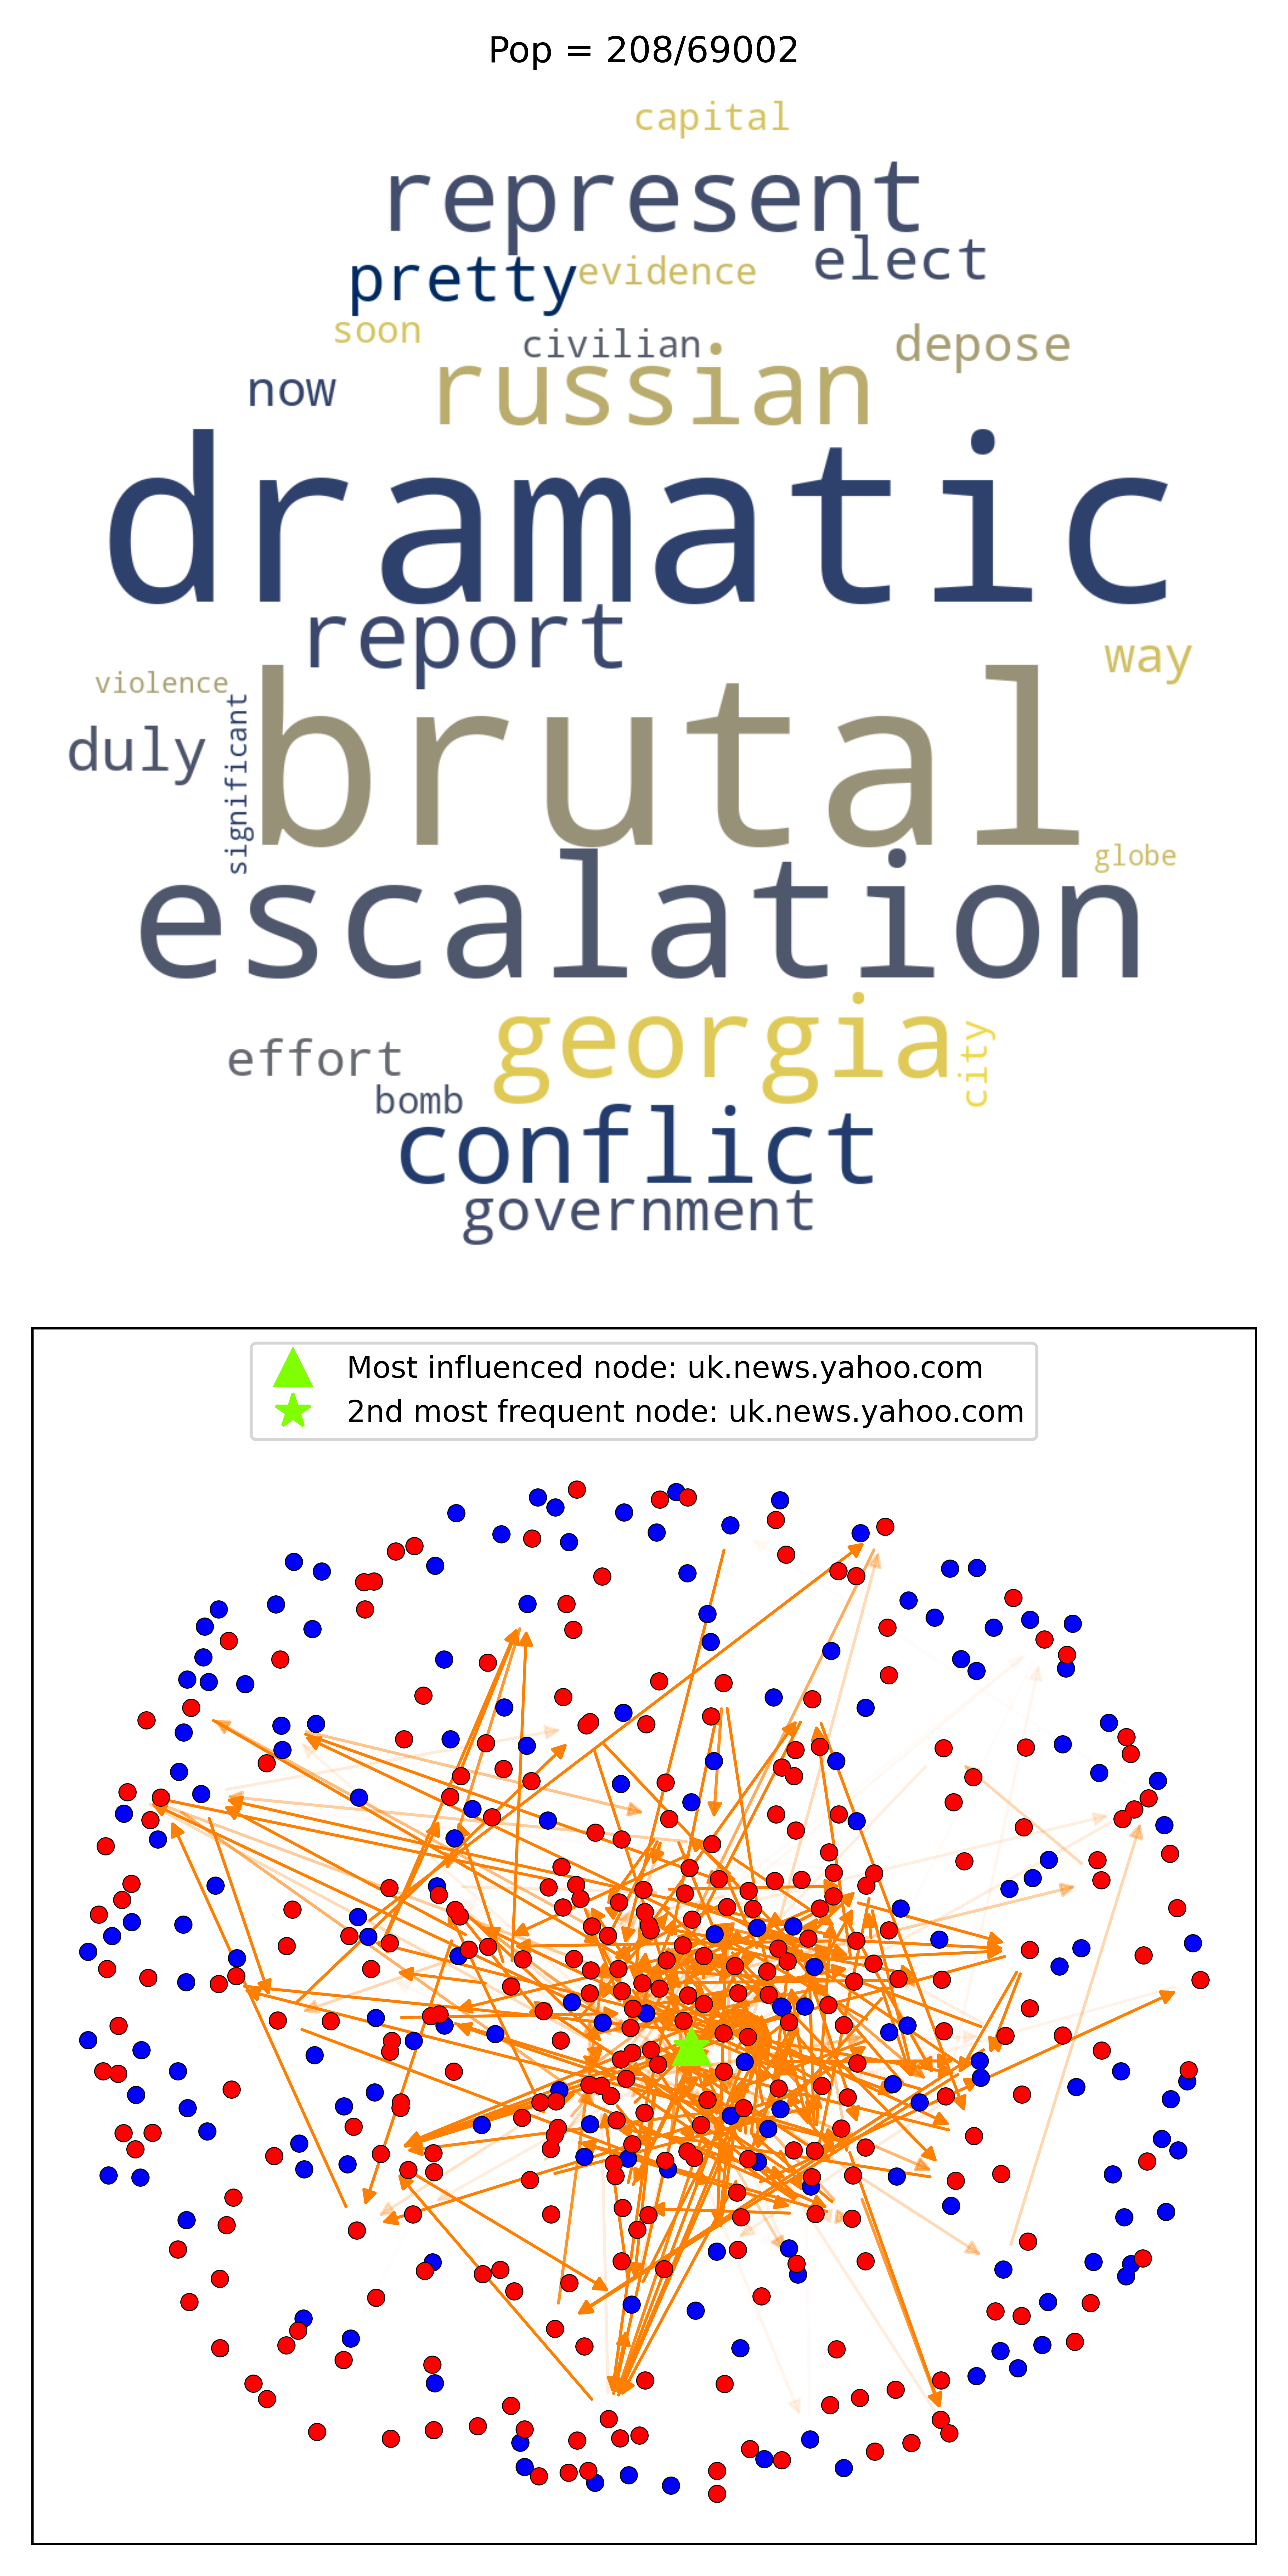 Pop = 208/69002
capital
represent
elect
pretty
evidence
soon
civilian
depose
now
russian
dramatic
report
way
violence
duly
significant
brutal
globe
escalation
georgia
city
effort
bomb
conflict
government
Most influenced node: uk.news.yahoo.com
2nd most frequent node: uk.news.yahoo.com